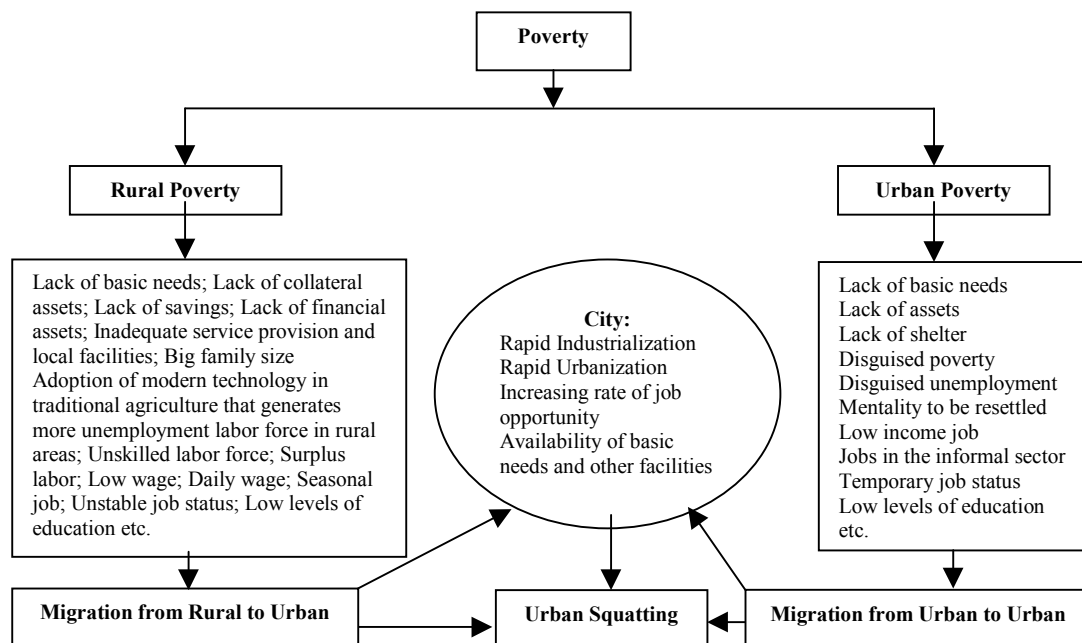 Poverty
Rural Poverty
Urban Poverty
Lack of basic needs; Lack of collateral
assets; Lack of savings; Lack of financial
assets; Inadequate service provision and
local facilities; Big family size
Adoption of modern technology in
traditional agriculture that generates
more unemployment labor force in rural
areas; Unskilled labor force; Surplus
labor; Low wage; Daily wage; Seasonal
job; Unstable job status; Low levels of
education etc.
City:
Rapid Industrialization
Rapid Urbanization
Increasing rate of job
opportunity
Availability of basic
needs and other facilities
Lack of basic needs
Lack of assets
Lack of shelter
Disguised poverty
Disguised unemployment
Mentality to be resettled
Low income job
Jobs in the informal sector
Temporary job status
Low levels of education
etc.
Migration from Rural to Urban
Urban Squatting
Migration from Urban to Urban